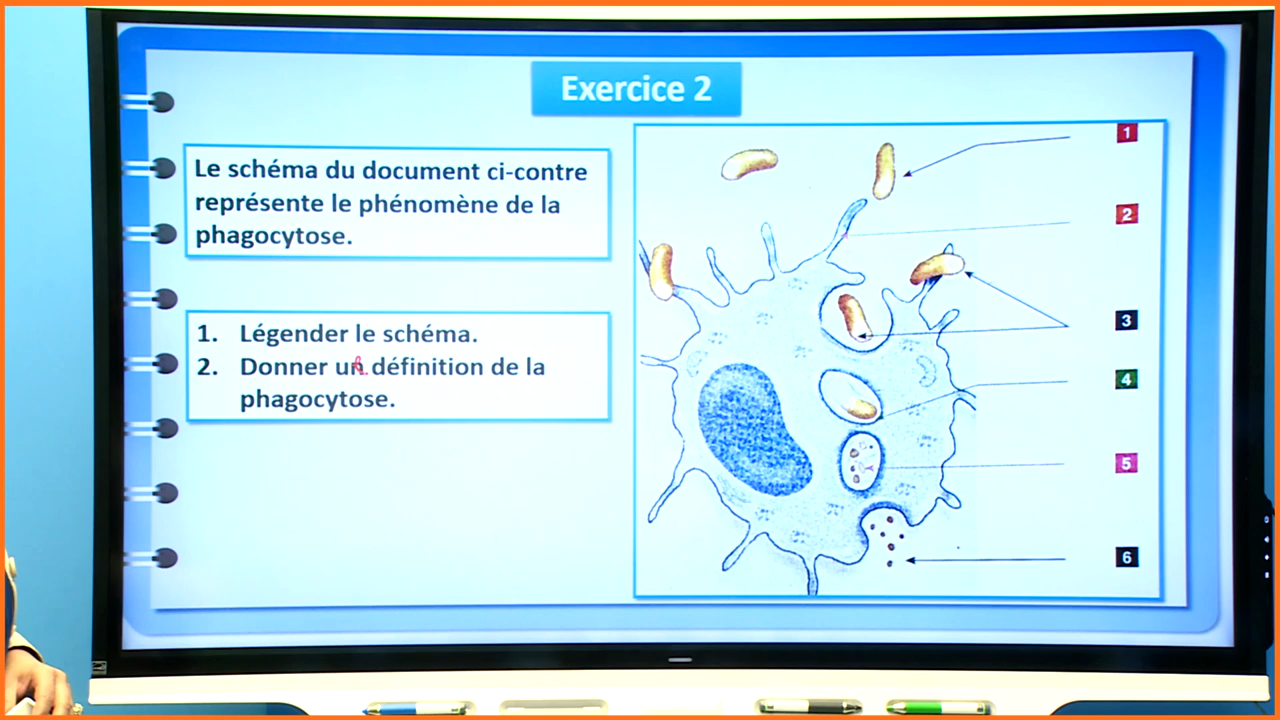 Exercice 2
Le schéma du document ci-contre
représente le phénomène de la
phagocytose.
1. Légender le schéma.
2. Donner un définition de la
phagocytose.
1
2
3
4
5
6